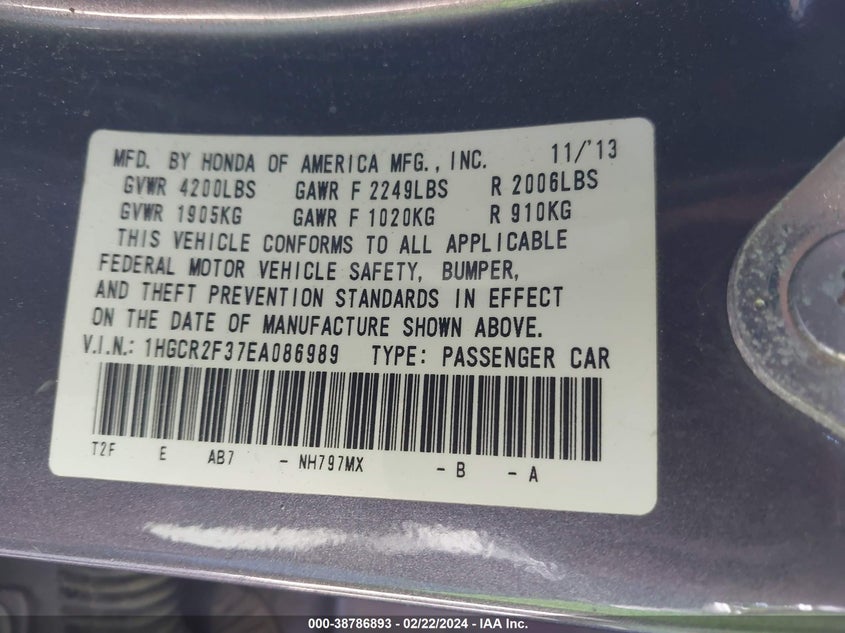 MFD. BY HONDA OF AMERICA MFG., INC. 11/'13
GVWR 4200LBS GAWR F 2249LBS R 2006LBS
GVWR 1905KG GAWR F 1020KG R 910KG
THIS VEHICLE CONFORMS TO ALL APPLICABLE
FEDERAL MOTOR VEHICLE SAFETY, BUMPER,
AND THEFT PREVENTION STANDARDS IN EFFECT
ON THE DATE OF MANUFACTURE SHOWN ABOVE.
V.I.N.: 1HGCR2F37EA086989 TYPE: PASSENGER CAR
T2F E AB7 - NH797MX - B - A
000-38786893 - 02/22/2024 - IAA Inc.